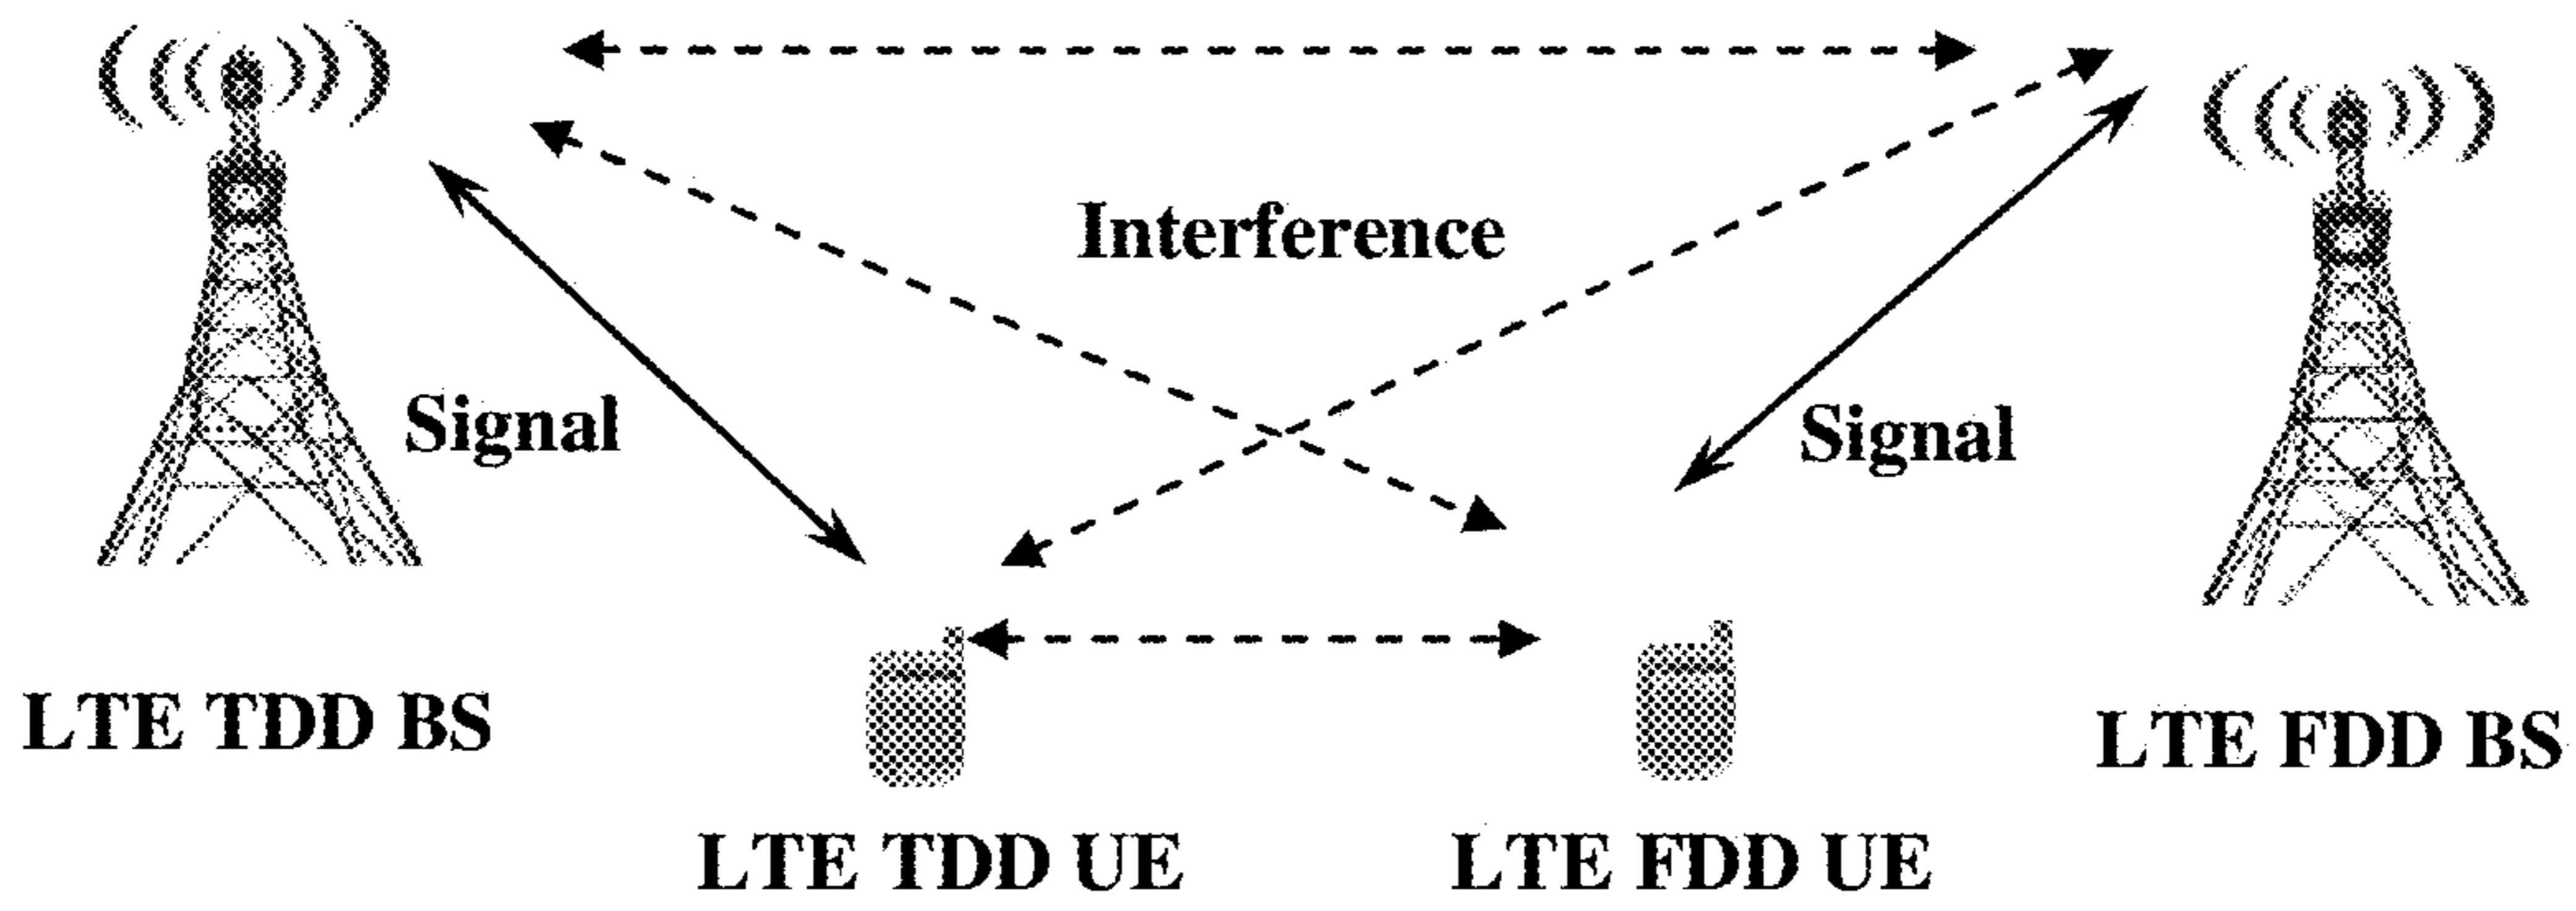 Interference
Signal
Signal
LTE TDD BS
LTE FDD BS
LTE TDD UE
LTE FDD UE